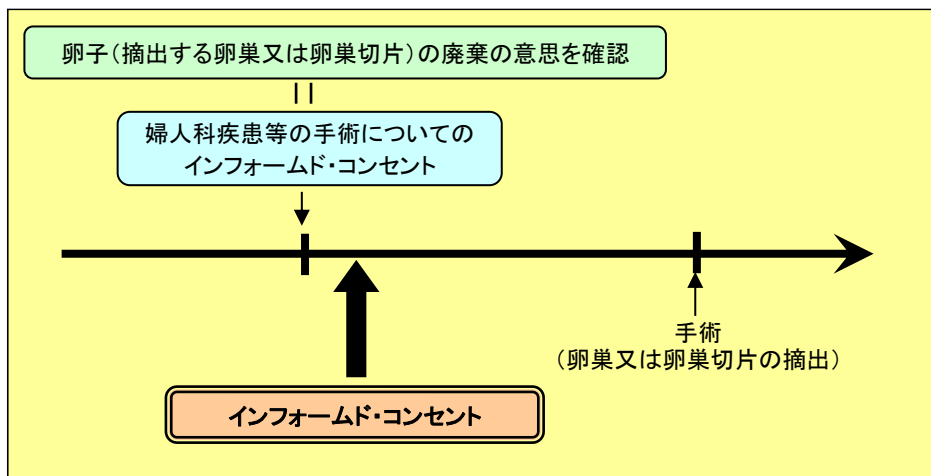 卵子（摘出する卵巣又は卵巣切片）の廃棄の意思を確認
婦人科疾患等の手術についての
インフォームド・コンセント
手術
（卵巣又は卵巣切片の摘出）
インフォームド・コンセント